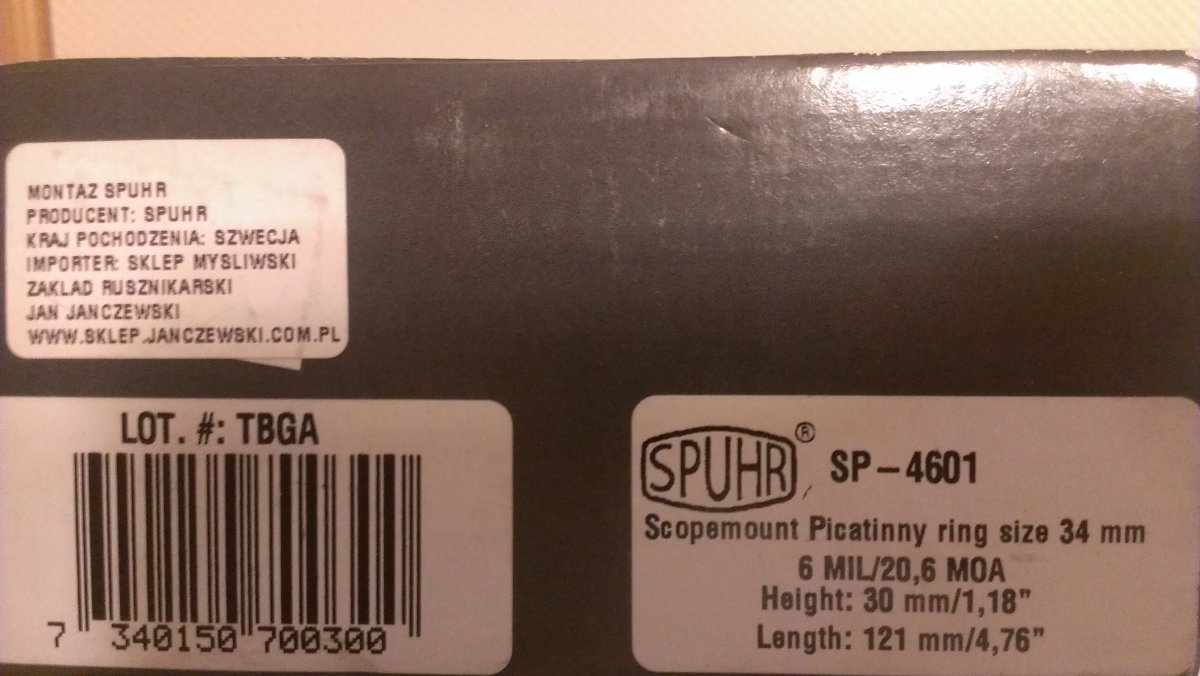 MONTAZ SPUHR
PRODUCENT: SPUHR
KRAJ POCHODZENIA: SZWECJA
IMPORTER: SKLEP MYSLIWSKI
ZAKLAD RUSZNIKARSKI
JAN JANCZEWSKI
WWW.SKLEP.JANCZEWSKI.COM.PL
LOT. #: TBGA
7 340150 700300
SPUHR® SP-4601
Scopemount Picatinny ring size 34 mm
6 MIL/20,6 MOA
Height: 30 mm/1,18"
Length: 121 mm/4,76"